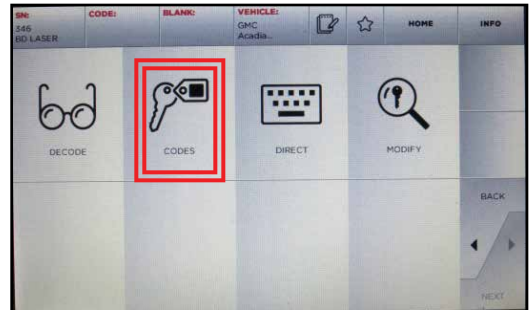 SN:
346
BD LASER
CODE:
BLANK:
VEHICLE:
GMC
Acadia...
HOME
INFO
DECODE
CODES
DIRECT
MODIFY
BACK
NEXT